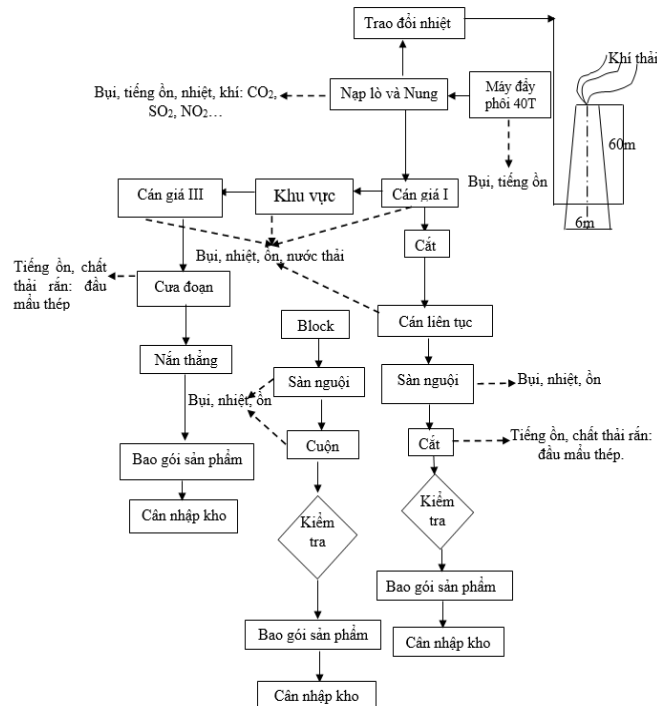 Trao đổi nhiệt
Khí thải
Bụi, tiếng ồn, nhiệt, khí: CO2,
SO2, NO2…
Nạp lò và Nung
Máy đẩy
phôi 40T
60m
Bụi, tiếng ồn
6m
Cán giá III
Khu vực
Cán giá I
Cắt
Bụi, nhiệt, ồn, nước thải
Tiếng ồn, chất
thải rắn: đầu
mẩu thép
Cưa đoạn
Block
Cán liên tục
Nắn thẳng
Sàn nguội
Sàn nguội
Bụi, nhiệt, ồn
Bụi, nhiệt, ồn
Cuộn
Cắt
Tiếng ồn, chất thải rắn:
đầu mẩu thép.
Bao gói sản phẩm
Cân nhập kho
Kiểm
tra
Kiểm
tra
Bao gói sản phẩm
Bao gói sản phẩm
Cân nhập kho
Cân nhập kho